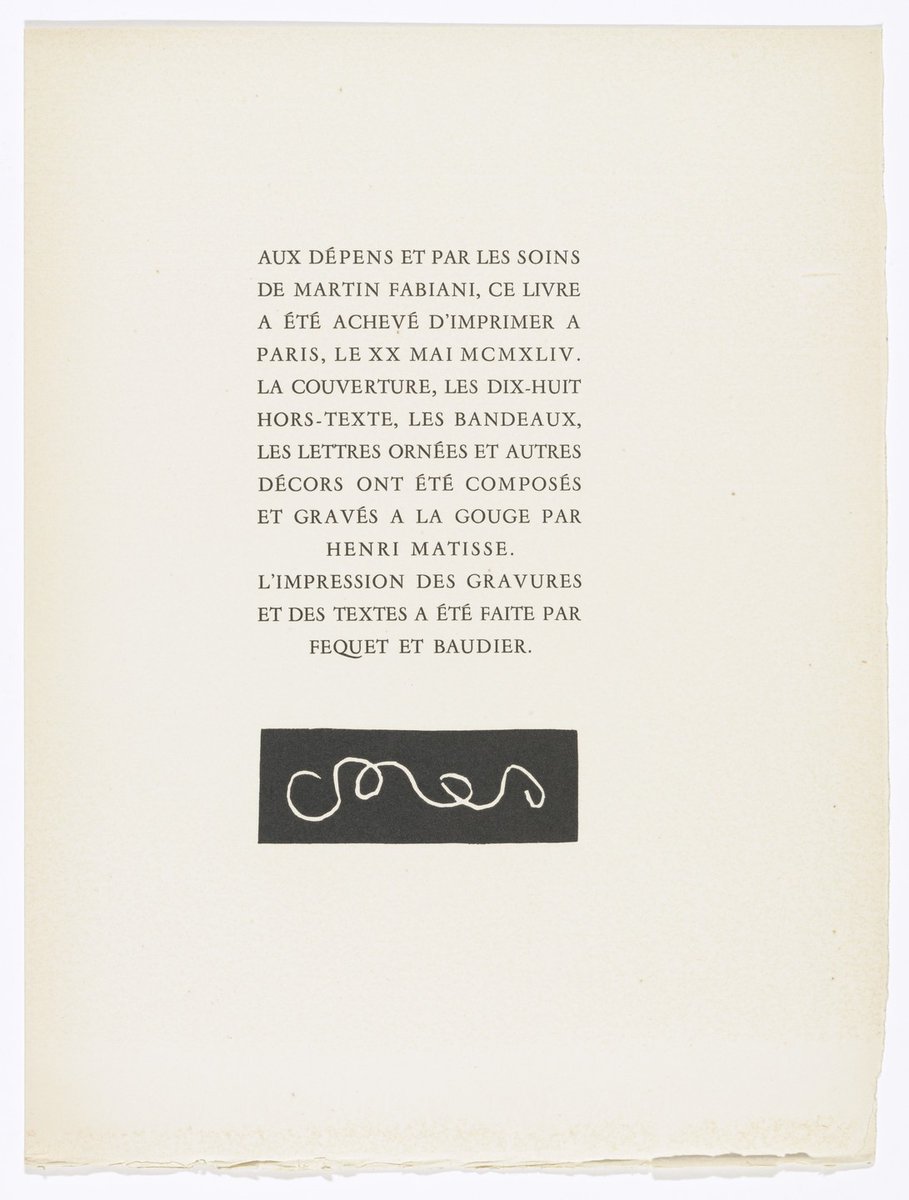 AUX DÉPENS ET PAR LES SOINS
DE MARTIN FABIANI, CE LIVRE
A ÉTÉ ACHEVÉ D'IMPRIMER A
PARIS, LE XX MAI MCMXLIV.
LA COUVERTURE, LES DIX-HUIT
HORS-TEXTE, LES BANDEAUX,
LES LETTRES ORNÉES ET AUTRES
DÉCORS ONT ÉTÉ COMPOSÉS
ET GRAVÉS A LA GOUGE PAR
HENRI MATISSE.
L'IMPRESSION DES GRAVURES
ET DES TEXTES A ÉTÉ FAITE PAR
FEQUET ET BAUDIER.